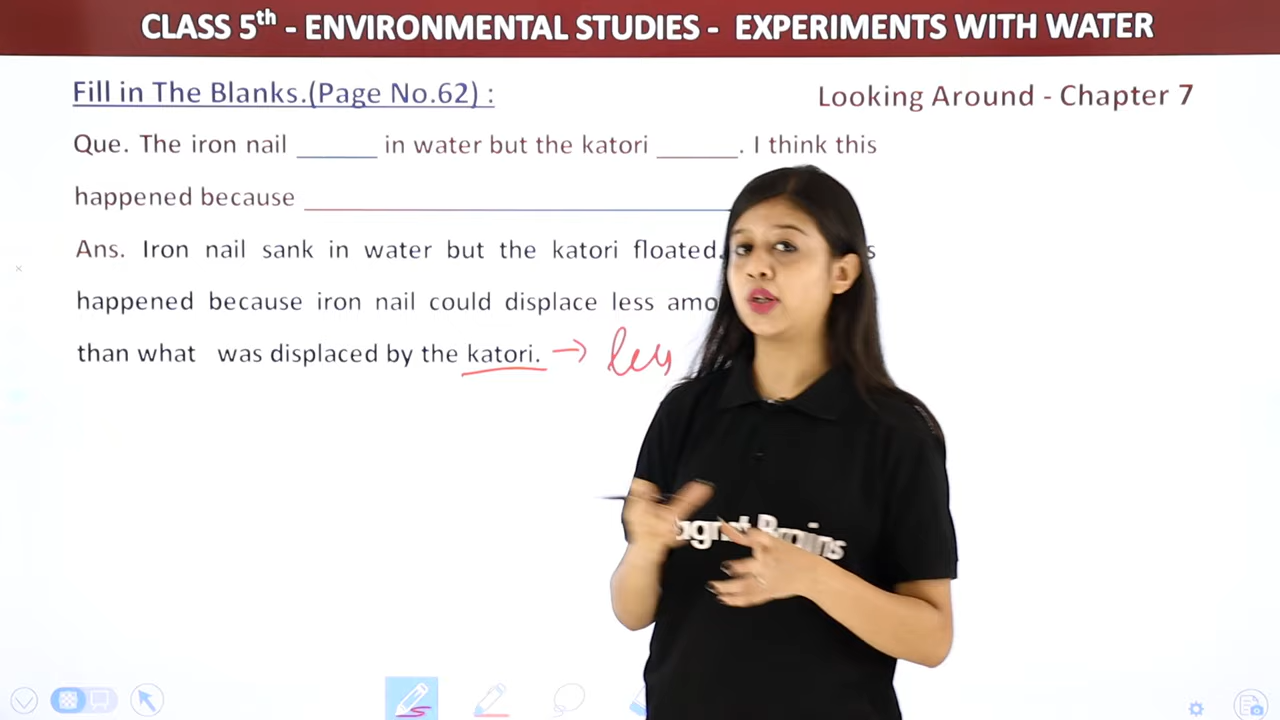 CLASS 5th - ENVIRONMENTAL STUDIES - EXPERIMENTS WITH WATER
Fill in The Blanks.(Page No.62) :
Looking Around - Chapter 7
Que. The iron nail ______ in water but the katori ______. I think this
happened because
Ans. Iron nail sank in water but the katori floated.
happened because iron nail could displace less
than what was displaced by the katori. → less
Brains